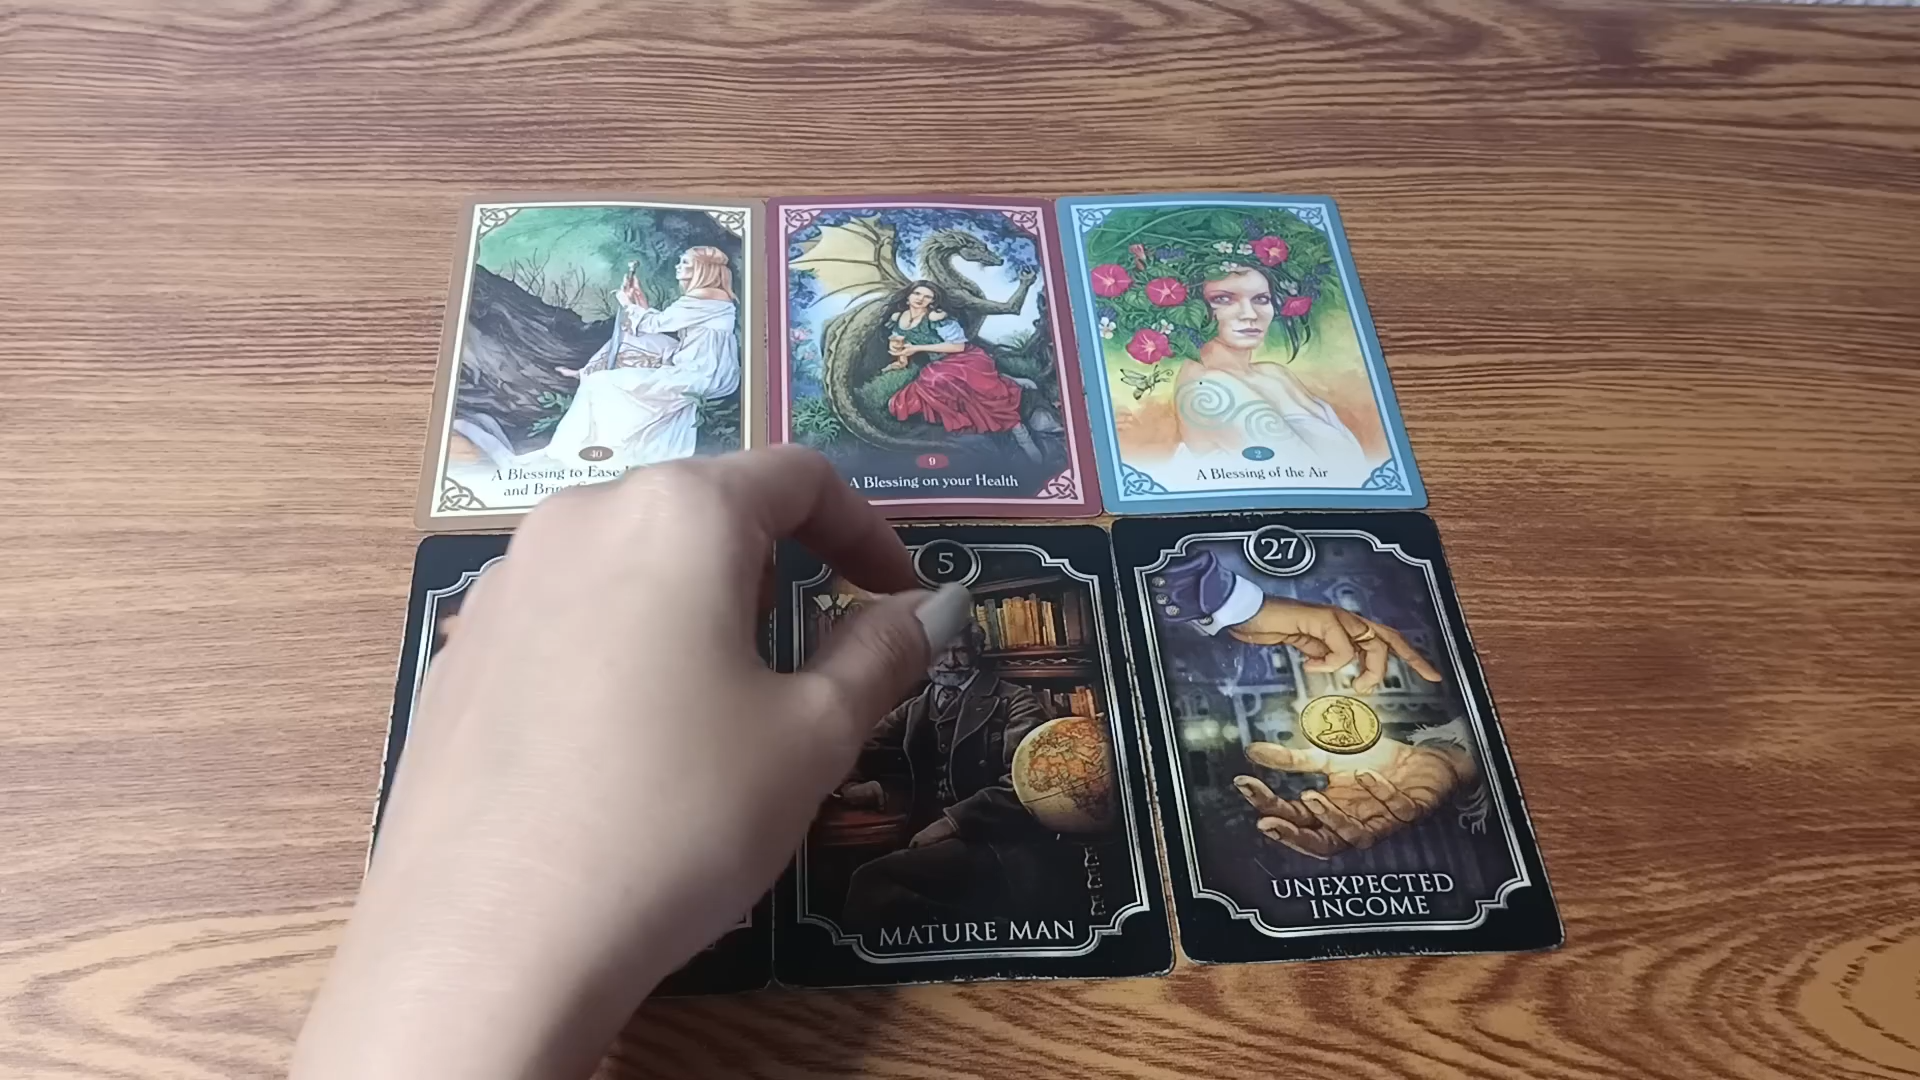 40
A Blessing to Ease
and Bring
9
A Blessing on your Health
2
A Blessing of the Air
5
MATURE MAN
27
UNEXPECTED
INCOME